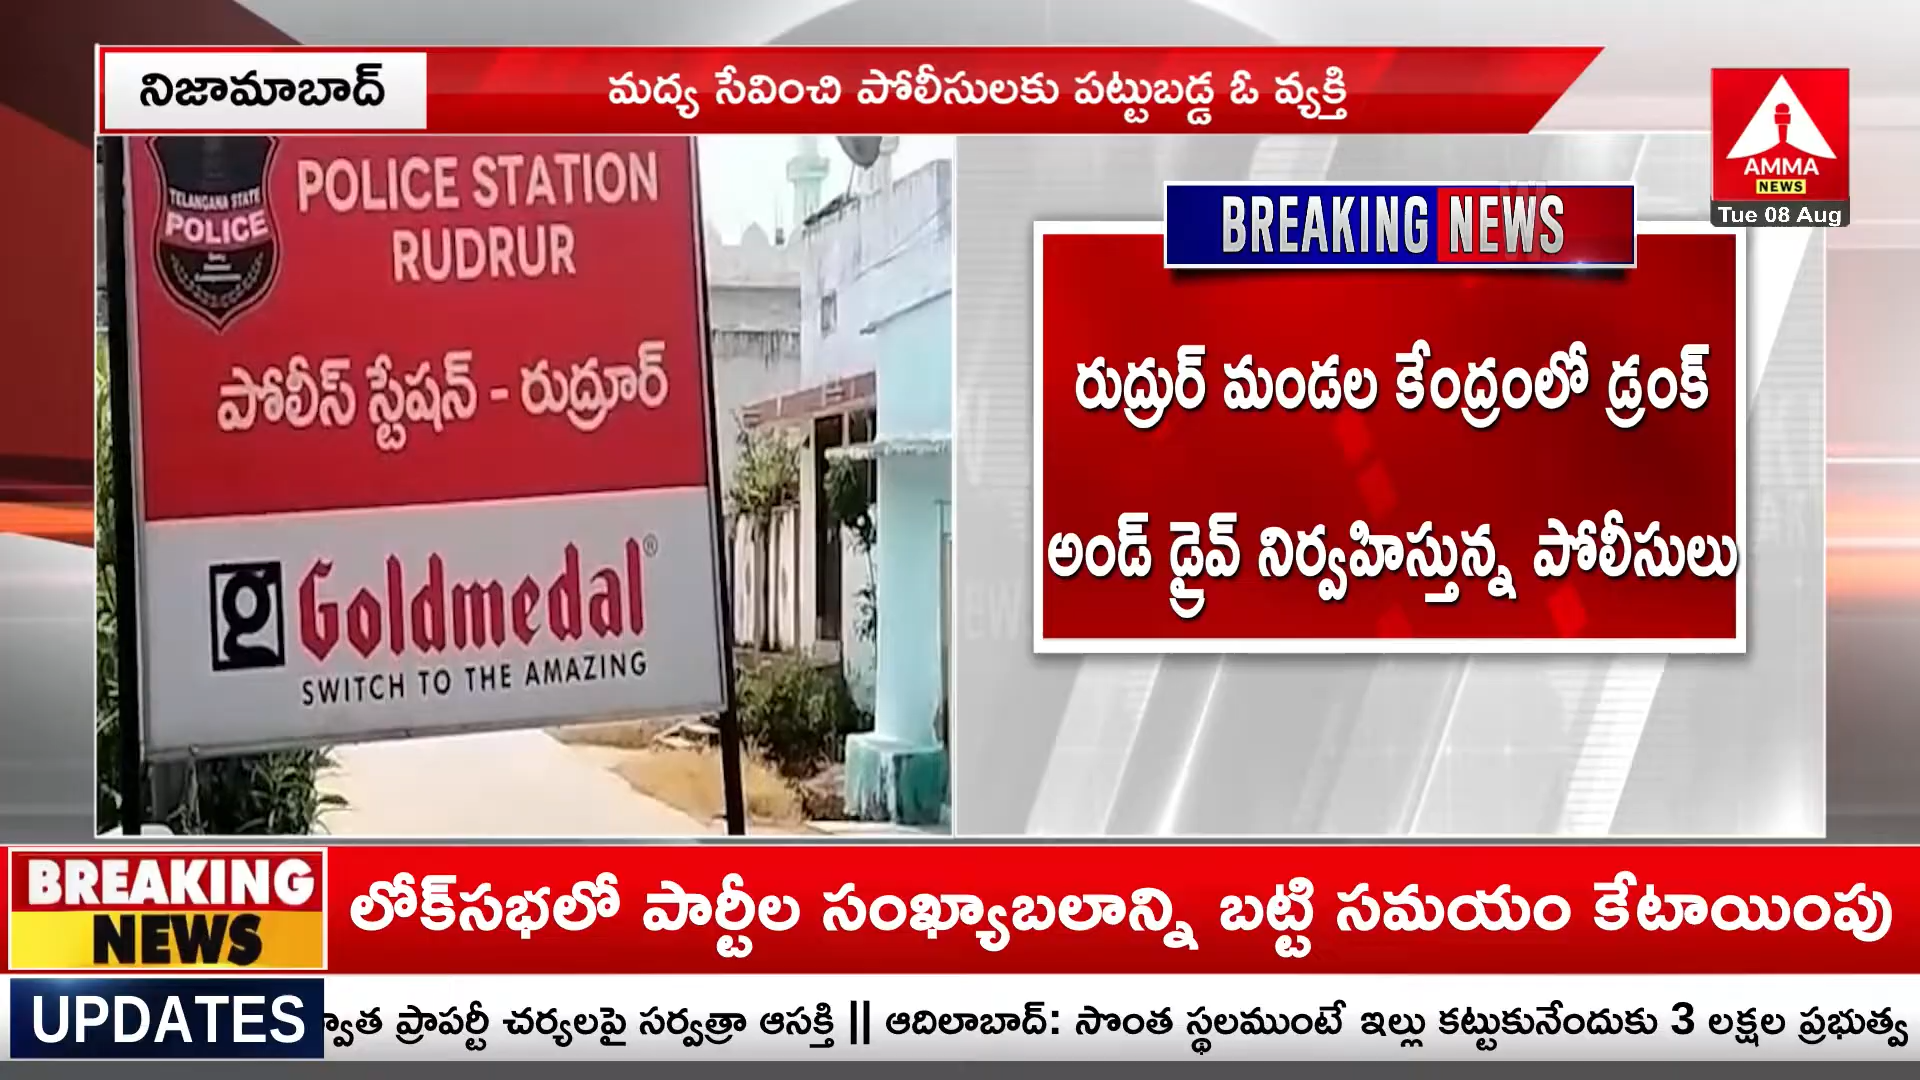 నిజామాబాద్
మద్య సేవించి పోలీసులకు పట్టుబడ్డ ఓ వ్యక్తి
AMMA
NEWS
Tue 08 Aug
TELANGANA STATE
POLICE
POLICE STATION
RUDRUR
పోలీస్ స్టేషన్ - రుద్రూర్
g Goldmedal®
SWITCH TO THE AMAZING
BREAKING NEWS
రుద్రుర్ మండల కేంద్రంలో డ్రంక్
అండ్ డ్రైవ్ నిర్వహిస్తున్న పోలీసులు
BREAKING
NEWS
లోక్‌సభలో పార్టీల సంఖ్యాబలాన్ని బట్టి సమయం కేటాయింపు
UPDATES
ప్రాపర్టీ చర్యలపై సర్వత్రా ఆసక్తి || ఆదిలాబాద్: సొంత స్థలముంటే ఇల్లు కట్టుకునేందుకు 3 లక్షల ప్రభుత్వ